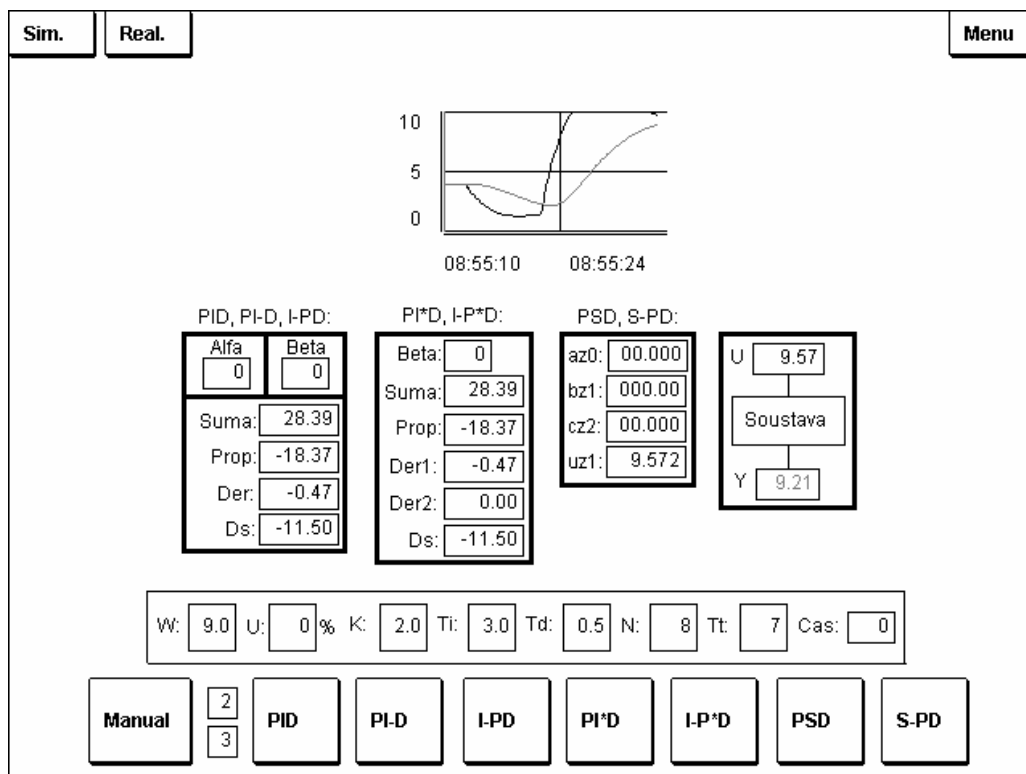 Sim. Real. Menu
10
5
0
08:55:10 08:55:24
PID, PI-D, I-PD:
Alfa Beta
0 0
Suma: 28.39
Prop: -18.37
Der: -0.47
Ds: -11.50
PI*D, I-P*D:
Beta: 0
Suma: 28.39
Prop: -18.37
Der1: -0.47
Der2: 0.00
Ds: -11.50
PSD, S-PD:
az0: 00.000
bz1: 000.00
cz2: 00.000
uz1: 9.572
U 9.57
Soustava
Y 9.21
W: 9.0 U: 0 % K: 2.0 Ti: 3.0 Td: 0.5 N: 8 Tt: 7 Cas: 0
Manual 2 3 PID PI-D I-PD PI*D I-P*D PSD S-PD